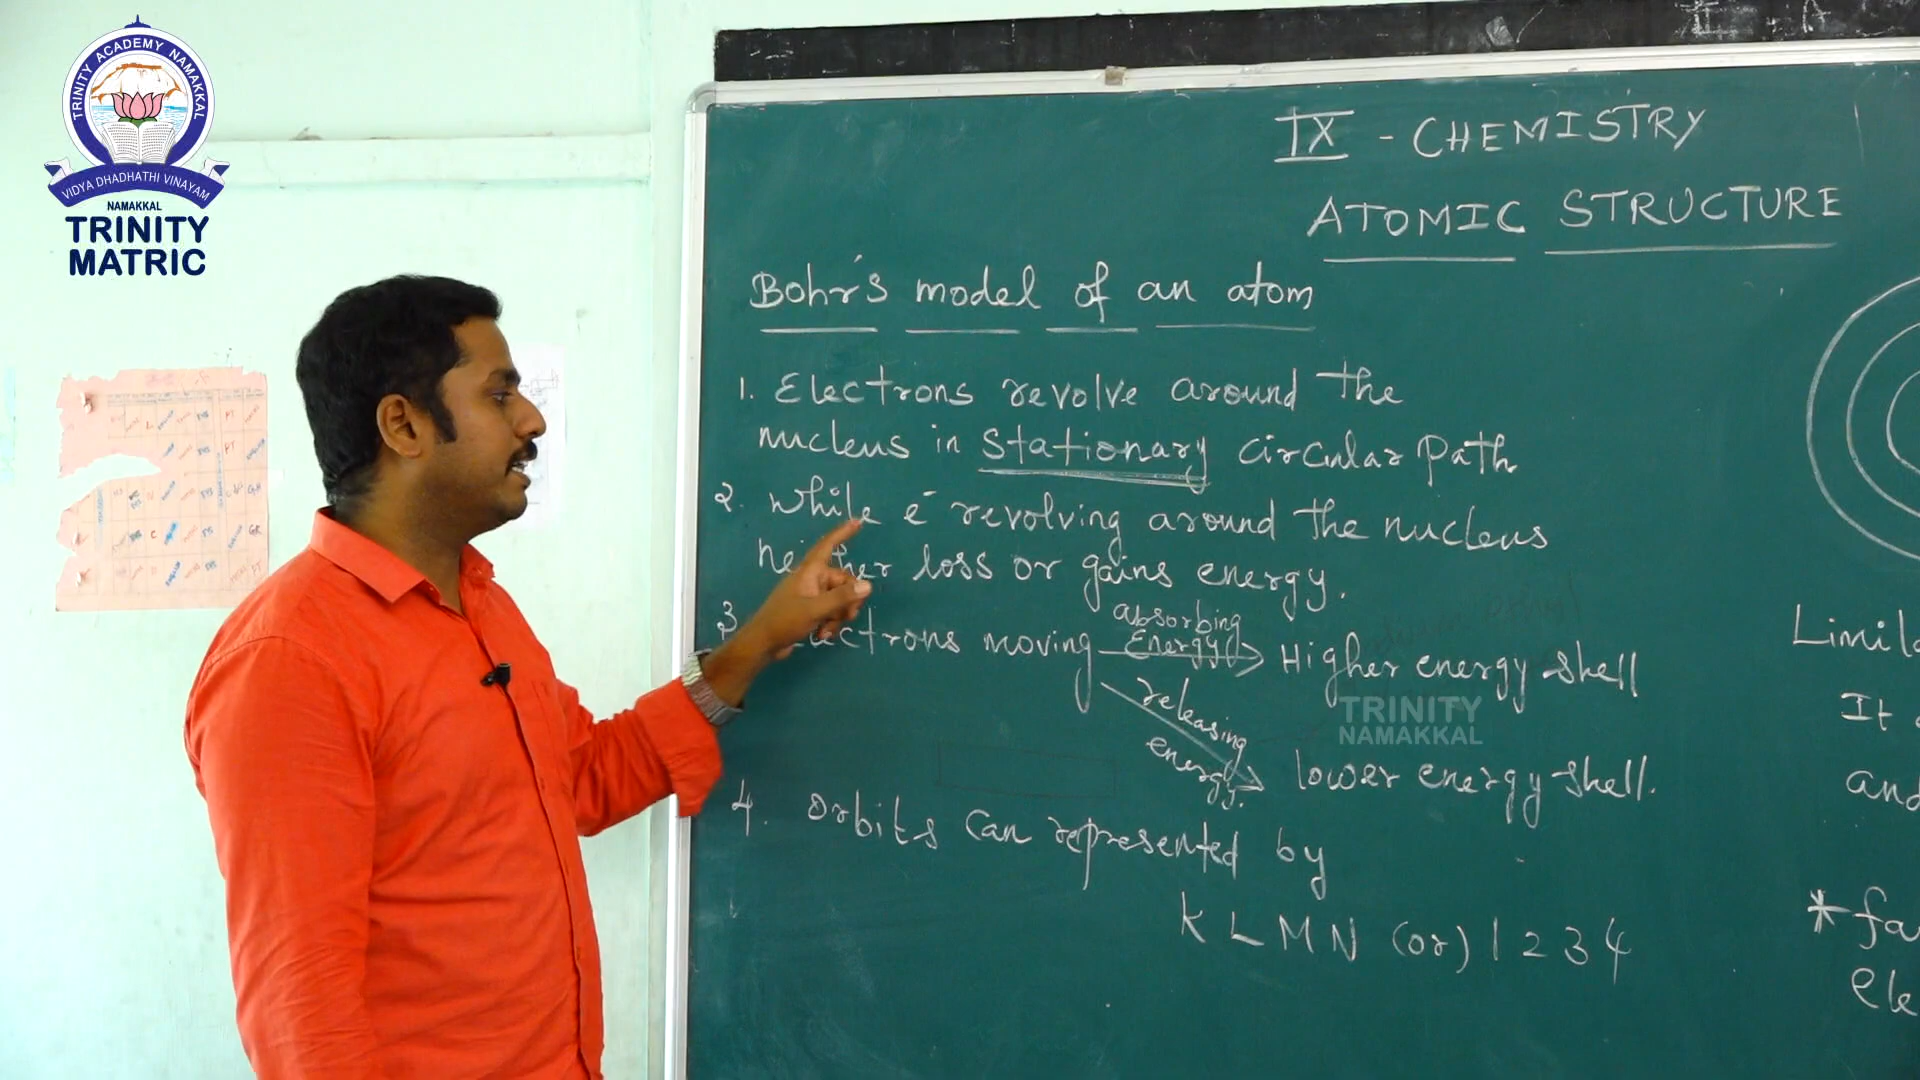 TRINITY ACADEMY NAMAKKAL
VIDYA DHADHATHI VINAYAM
NAMAKKAL
TRINITY
MATRIC
IX - CHEMISTRY
ATOMIC STRUCTURE
Bohr's model of an atom
1. Electrons revolve around the
nucleus in stationary circular path
2. while e- revolving around the nucleus
neither loss or gains energy.
absorbing
3 Electrons moving Energy Higher energy shell
releasing
energy. lower energy shell.
TRINITY
NAMAKKAL
4. Orbits can represented by
K L M N (or) 1 2 3 4
It
and